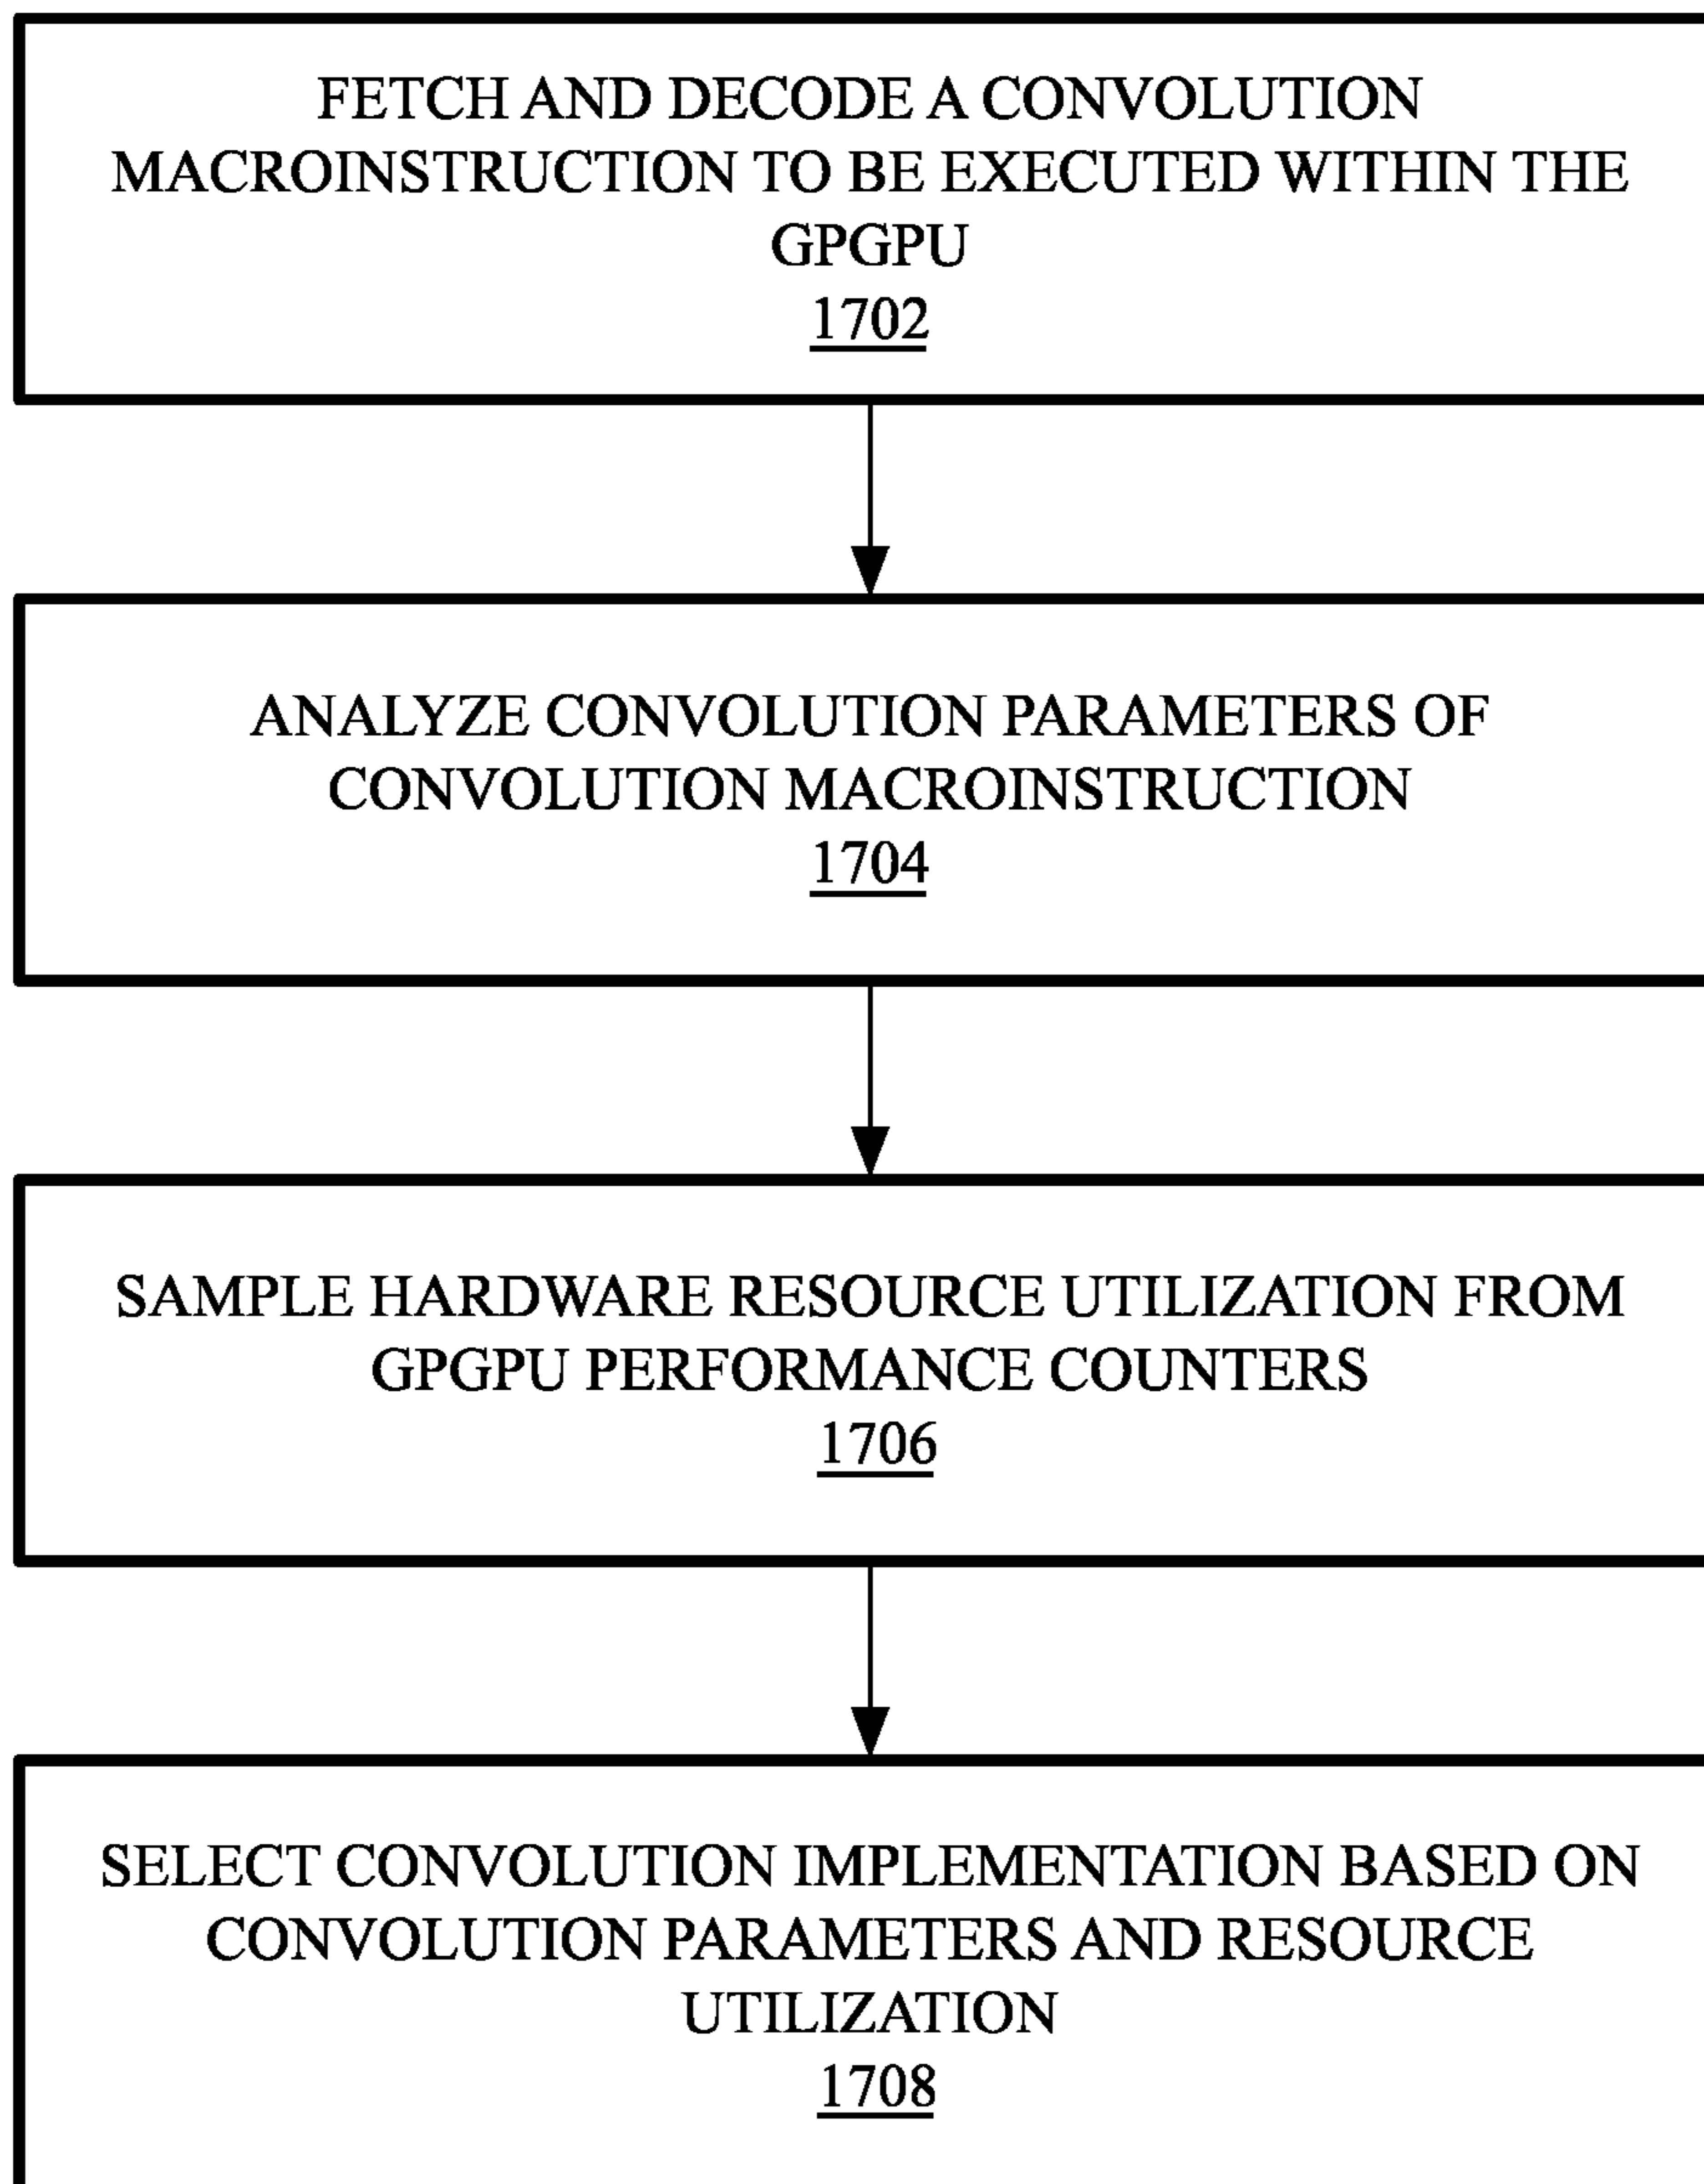 FETCH AND DECODE A CONVOLUTION
MACROINSTRUCTION TO BE EXECUTED WITHIN THE
GPGPU
1702
ANALYZE CONVOLUTION PARAMETERS OF
CONVOLUTION MACROINSTRUCTION
1704
SAMPLE HARDWARE RESOURCE UTILIZATION FROM
GPGPU PERFORMANCE COUNTERS
1706
SELECT CONVOLUTION IMPLEMENTATION BASED ON
CONVOLUTION PARAMETERS AND RESOURCE
UTILIZATION
1708